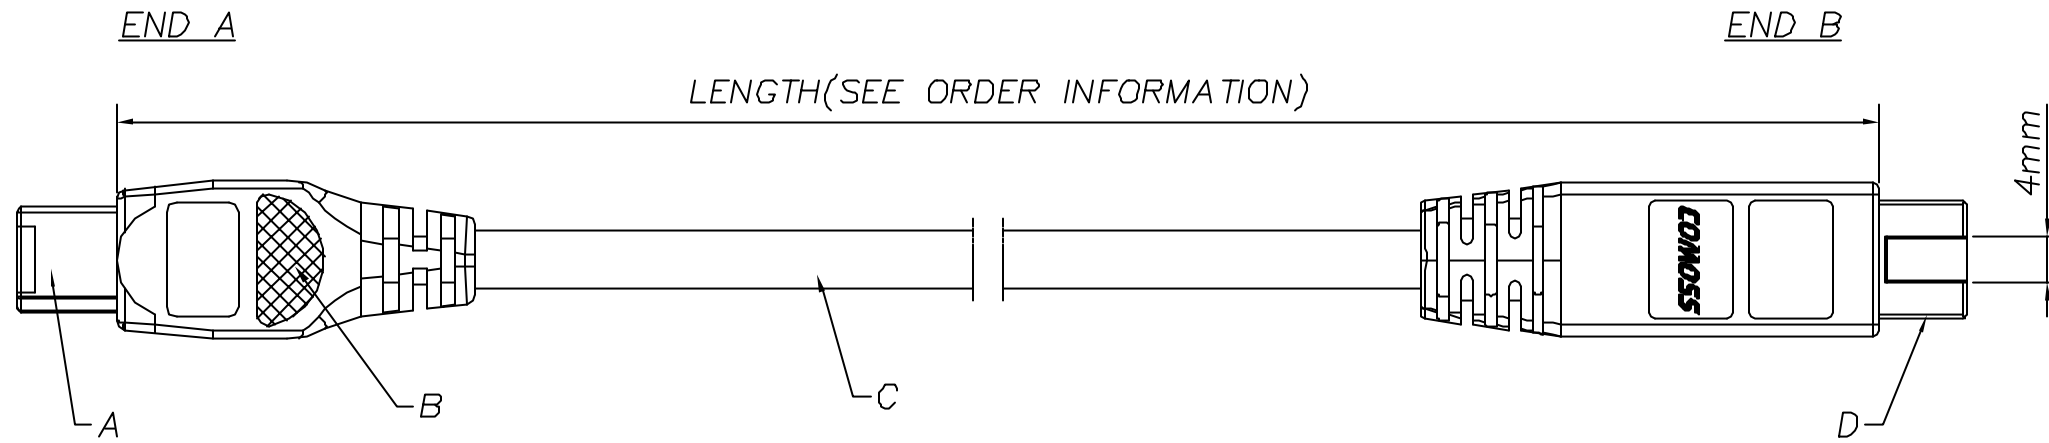 END A
END B
LENGTH(SEE ORDER INFORMATION)
4mm
COMOSS
A
B
C
D